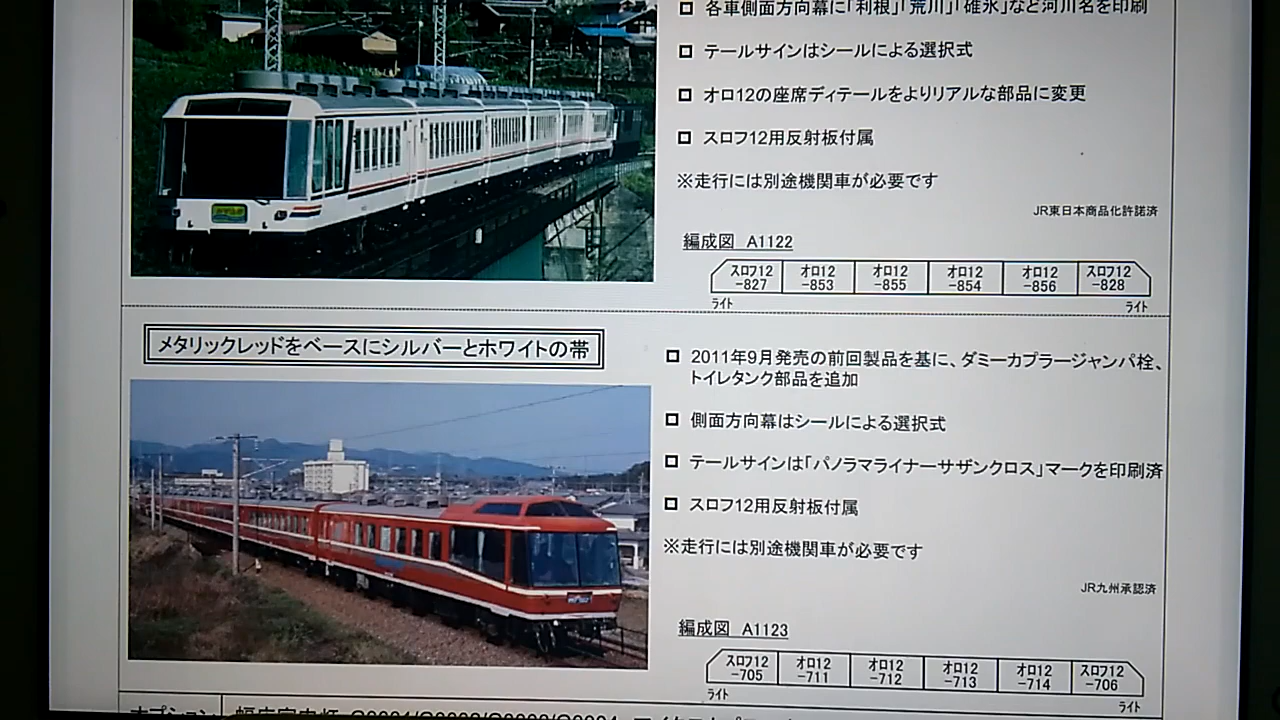 各車側面方向幕に「利根」「荒川」「碓氷」など河川名を印刷
テールサインはシールによる選択式
オロ12の座席ディテールをよりリアルな部品に変更
スロフ12用反射板付属
※走行には別途機関車が必要です
JR東日本商品化許諾済
編成図 A1122
スロフ12 オロ12 オロ12 オロ12 オロ12 スロフ12
-827 -853 -855 -854 -856 -828
ライト ライト
メタリックレッドをベースにシルバーとホワイトの帯
2011年9月発売の前回製品を基に、ダミーカプラージャンパ栓、
トイレタンク部品を追加
側面方向幕はシールによる選択式
テールサインは「パノラマライナーサザンクロス」マークを印刷済
スロフ12用反射板付属
※走行には別途機関車が必要です
JR九州承認済
編成図 A1123
スロフ12 オロ12 オロ12 オロ12 オロ12 スロフ12
-705 -711 -712 -713 -714 -706
ライト ライト
オプション